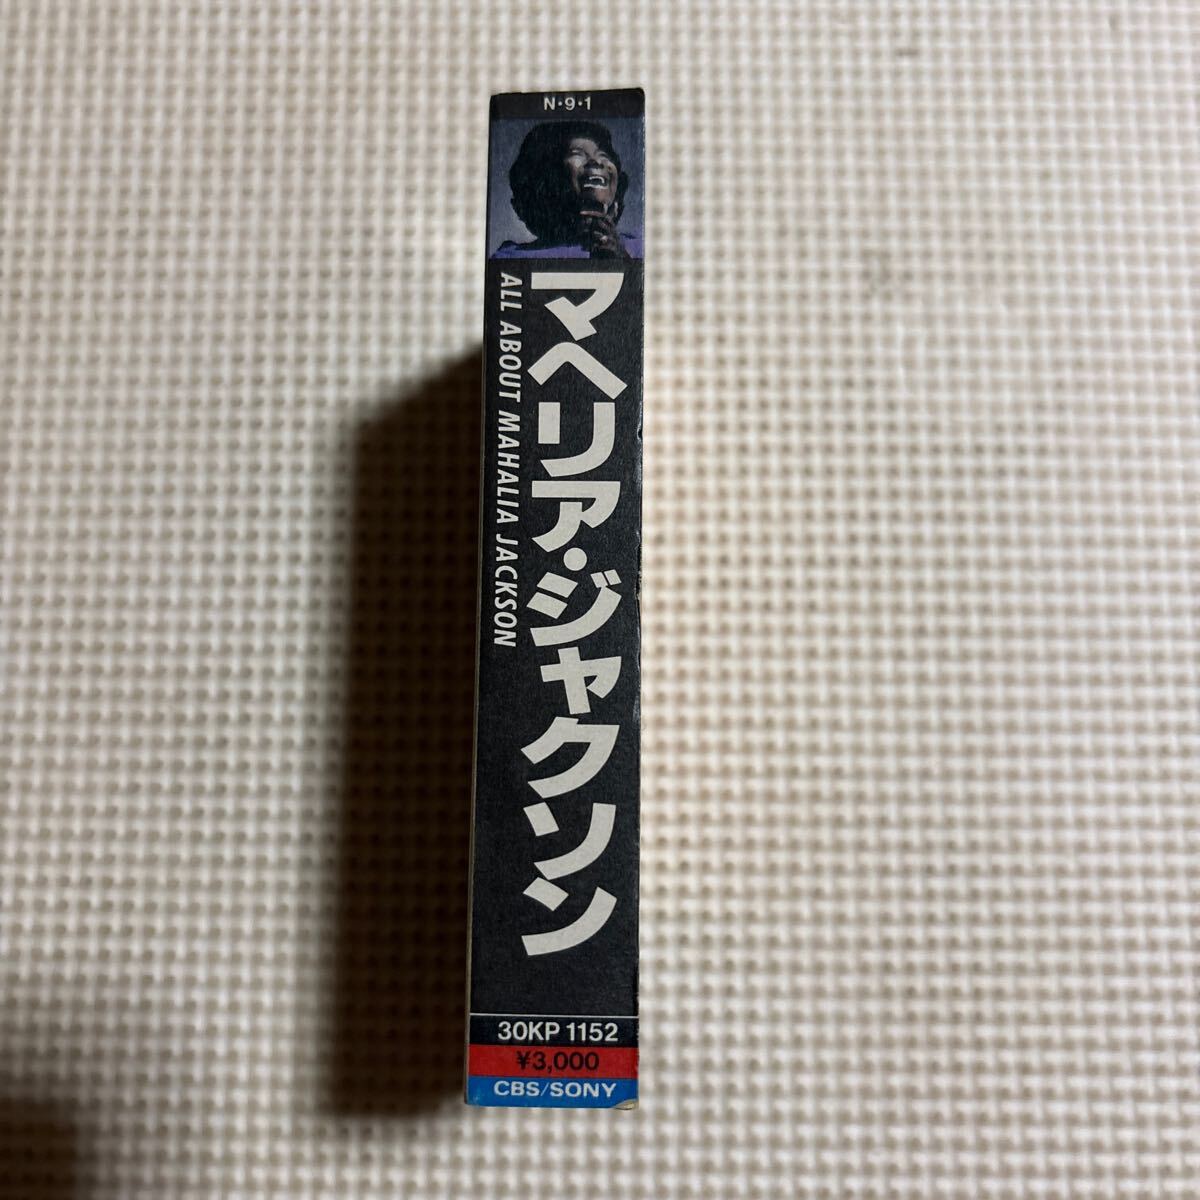 N·9·1
マヘリア・ジャクソン
ALL ABOUT MAHALIA JACKSON
30KP 1152
¥3,000
CBS/SONY